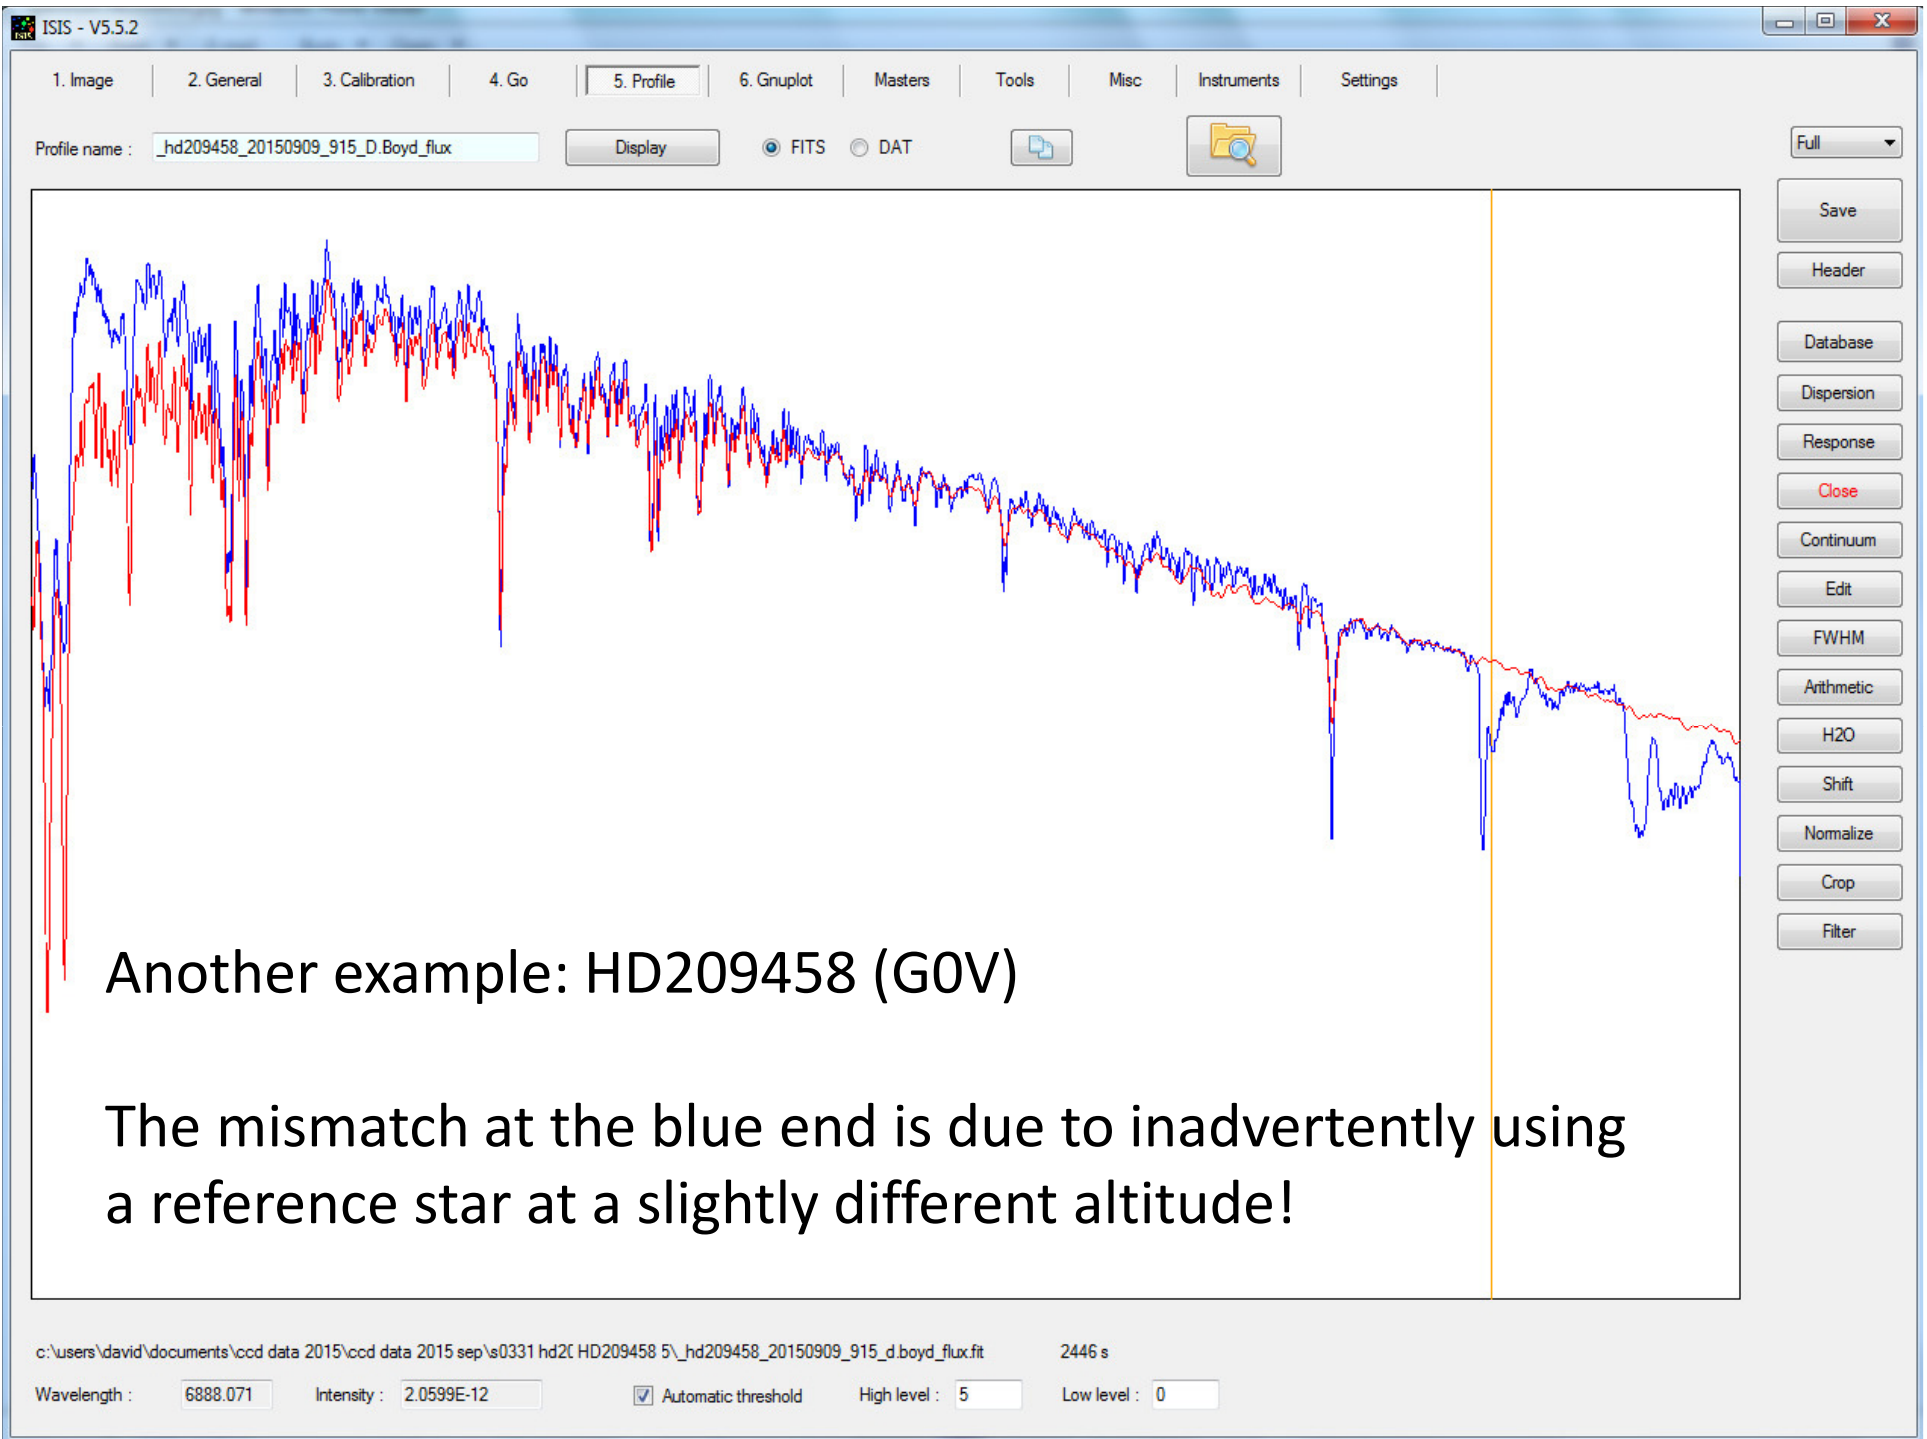 ISIS - V5.5.2
1. Image 2. General 3. Calibration 4. Go 5. Profile 6. Gnuplot Masters Tools Misc Instruments Settings
Profile name : _hd209458_20150909_915_D.Boyd_flux Display FITS DAT Full
Save
Header
Database
Dispersion
Response
Close
Continuum
Edit
FWHM
Arithmetic
H2O
Shift
Normalize
Crop
Filter
Another example: HD209458 (G0V)
The mismatch at the blue end is due to inadvertently using
a reference star at a slightly different altitude!
c:\users\david\documents\ccd data 2015\ccd data 2015 sep\s0331 hd20 HD209458 5\_hd209458_20150909_915_d.boyd_flux.fit 2446 s
Wavelength : 6888.071 Intensity : 2.0599E-12 Automatic threshold High level : 5 Low level : 0